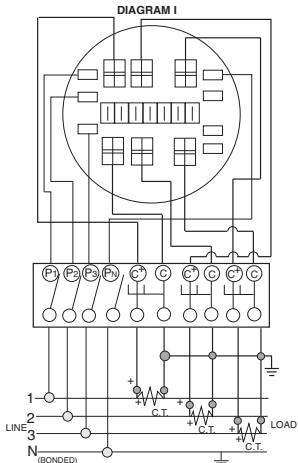 DIAGRAM I
P1 P2 P3 PN C+ C C+ C C+ C
1
+ + C.T.
2
LINE + + C.T. LOAD
3
+ + C.T.
N
(BONDED)